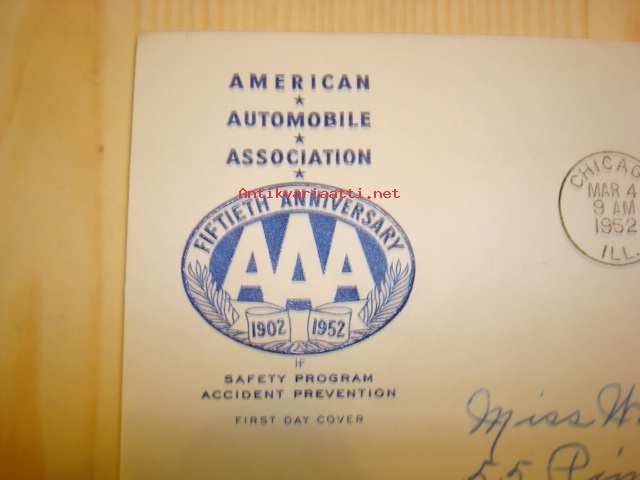 AMERICAN
AUTOMOBILE
ASSOCIATION
Antikvariaatti.net
FIFTIETH ANNIVERSARY
AAA
1902 1952
SAFETY PROGRAM
ACCIDENT PREVENTION
FIRST DAY COVER
CHICAG
MAR 4
9 AM
1952
ILL.
Miss W.
55